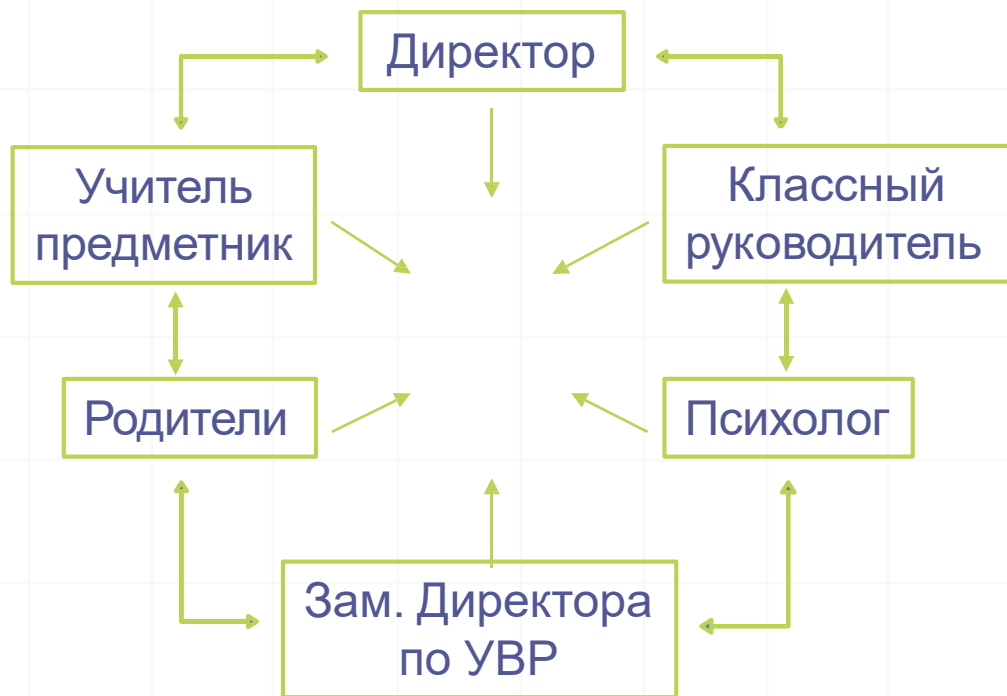 Директор
Учитель
предметник
Классный
руководитель
Родители
Психолог
Зам. Директора
по УВР